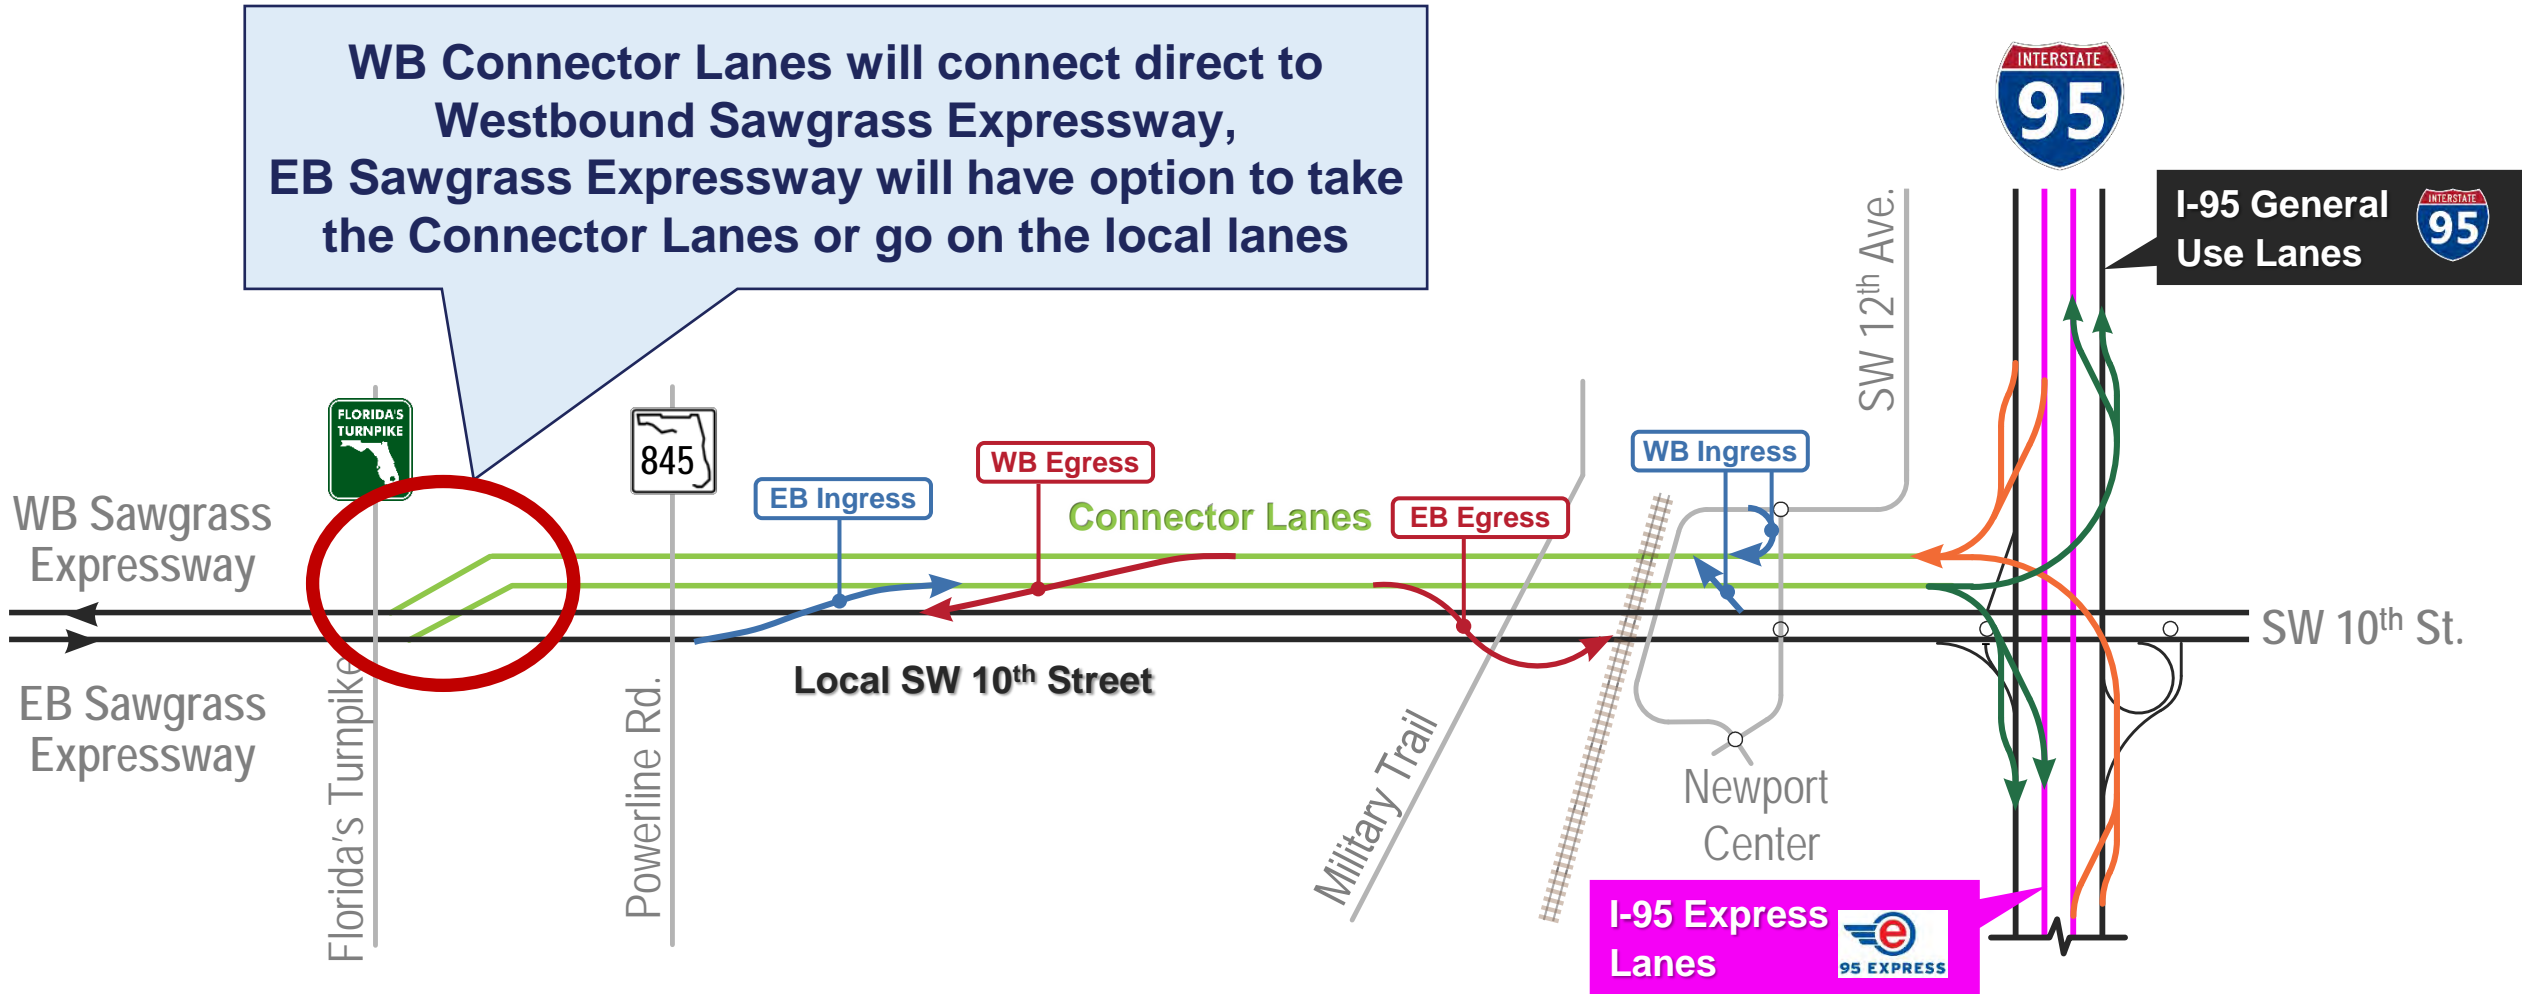 WB Connector Lanes will connect direct to
Westbound Sawgrass Expressway,
EB Sawgrass Expressway will have option to take
the Connector Lanes or go on the local lanes
INTERSTATE
95
I-95 General
Use Lanes
INTERSTATE
95
SW 12th Ave.
FLORIDA'S
TURNPIKE
845
WB Egress
WB Ingress
EB Ingress
Connector Lanes
EB Egress
WB Sawgrass
Expressway
SW 10th St.
Local SW 10th Street
EB Sawgrass
Expressway
Florida's Turnpike
Powerline Rd.
Military Trail
Newport
Center
I-95 Express
Lanes
e
95 EXPRESS